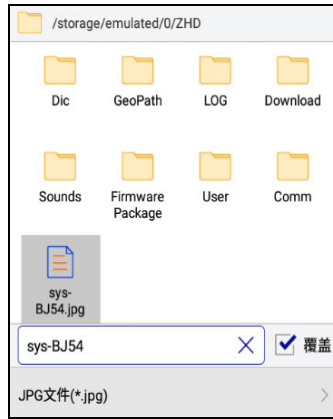 /storage/emulated/0/ZHD
Dic GeoPath LOG Download
Sounds Firmware Package User Comm
sys-
BJ54.jpg
sys-BJ54 覆盖
JPG文件(*.jpg)